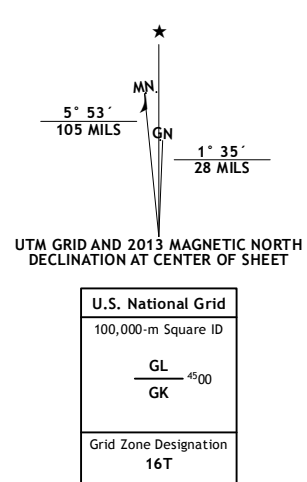 ★
MN.
5° 53´
105 MILS
GN
1° 35´
28 MILS
UTM GRID AND 2013 MAGNETIC NORTH
DECLINATION AT CENTER OF SHEET
U.S. National Grid
100,000-m Square ID
GL
4500
GK
Grid Zone Designation
16T